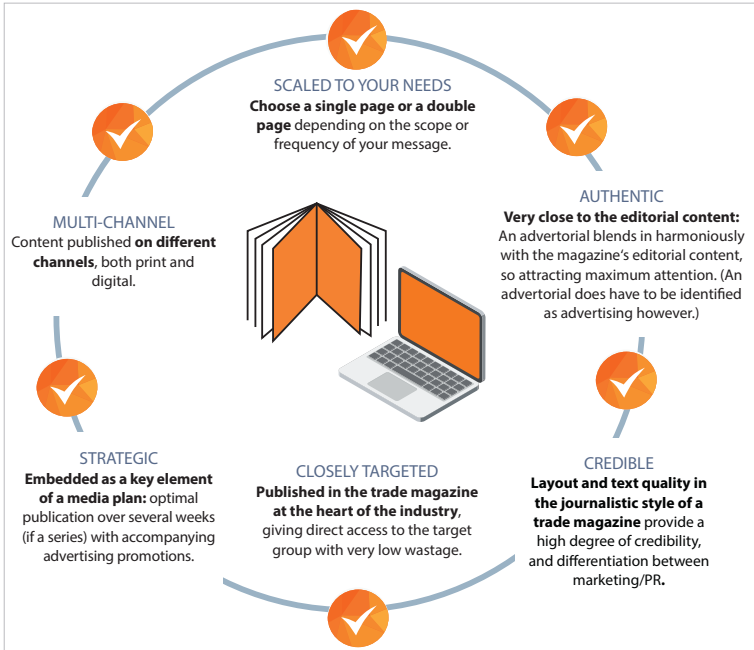 SCALED TO YOUR NEEDS
Choose a single page or a double
page depending on the scope or
frequency of your message.
AUTHENTIC
Very close to the editorial content:
An advertorial blends in harmoniously
with the magazine's editorial content,
so attracting maximum attention. (An
advertorial does have to be identified
as advertising however.)
MULTI-CHANNEL
Content published on different
channels, both print and
digital.
STRATEGIC
Embedded as a key element
of a media plan: optimal
publication over several weeks
(if a series) with accompanying
advertising promotions.
CLOSELY TARGETED
Published in the trade magazine
at the heart of the industry,
giving direct access to the target
group with very low wastage.
CREDIBLE
Layout and text quality in
the journalistic style of a
trade magazine provide a
high degree of credibility,
and differentiation between
marketing/PR.